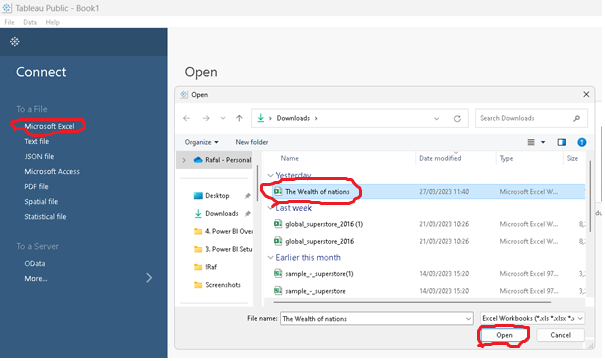 Tableau Public - Book1
File Data Help
Connect
To a File
Microsoft Excel
Text file
JSON file
Microsoft Access
PDF file
Spatial file
Statistical file
To a Server
OData
More...
Open
Open
Downloads
Search Downloads
Organize New folder
Rafal - Personal
Desktop
Downloads
4. Power BI Over
5. Power BI Setu
!Raf
Screenshots
Name Date modified Type Size
Yesterday
The Wealth of nations 27/03/2023 11:40 Microsoft Excel W...
Last week
global_superstore_2016 (1) 21/03/2023 10:26 Microsoft Excel W... 8,
global_superstore_2016 21/03/2023 10:26 Microsoft Excel W... 8,
Earlier this month
sample_-_superstore(1) 14/03/2023 15:20 Microsoft Excel 97... 3,
sample_-_superstore 14/03/2023 15:20 Microsoft Excel 97... 3,
File name: The Wealth of nations Excel Workbooks (*.xls *.xlsx *.
Open Cancel